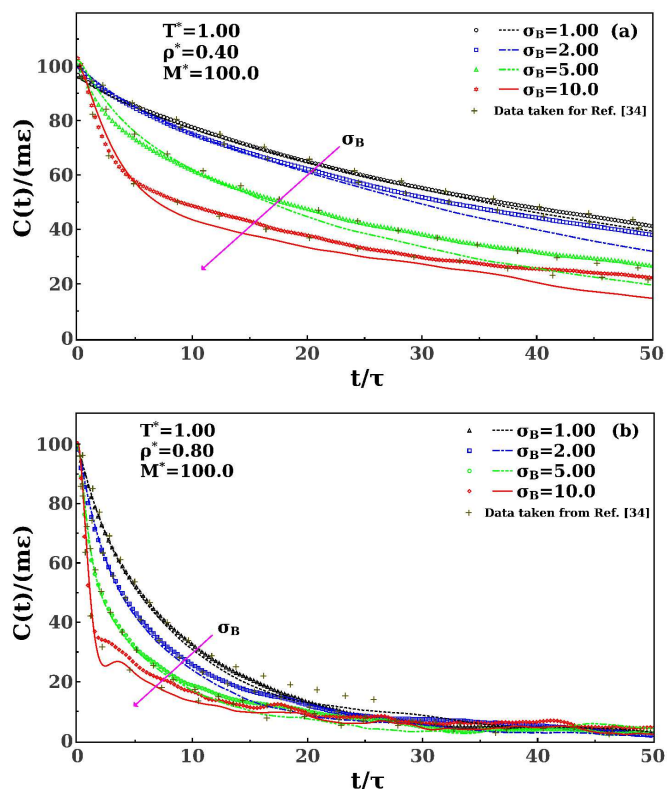 T*=1.00
ρ*=0.40
M*=100.0
σB=1.00 (a)
σB=2.00
σB=5.00
σB=10.0
Data taken for Ref. [34]
σB
C(t)/(mε)
100
80
60
40
20
0
0 10 20 30 40 50
t/τ
T*=1.00
ρ*=0.80
M*=100.0
σB=1.00 (b)
σB=2.00
σB=5.00
σB=10.0
Data taken from Ref. [34]
σB
C(t)/(mε)
100
80
60
40
20
0
0 10 20 30 40 50
t/τ